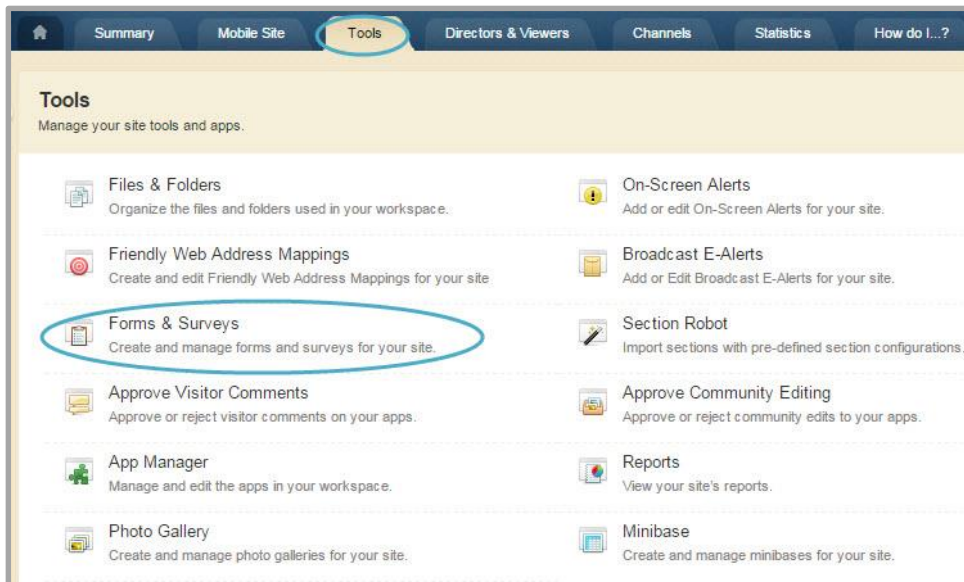 Summary Mobile Site Tools Directors & Viewers Channels Statistics How do I...?
Tools
Manage your site tools and apps.
Files & Folders
Organize the files and folders used in your workspace.
On-Screen Alerts
Add or edit On-Screen Alerts for your site.
Friendly Web Address Mappings
Create and edit Friendly Web Address Mappings for your site
Broadcast E-Alerts
Add or Edit Broadcast E-Alerts for your site.
Forms & Surveys
Create and manage forms and surveys for your site.
Section Robot
Import sections with pre-defined section configurations.
Approve Visitor Comments
Approve or reject visitor comments on your apps.
Approve Community Editing
Approve or reject community edits to your apps.
App Manager
Manage and edit the apps in your workspace.
Reports
View your site's reports.
Photo Gallery
Create and manage photo galleries for your site.
Minibase
Create and manage minibases for your site.